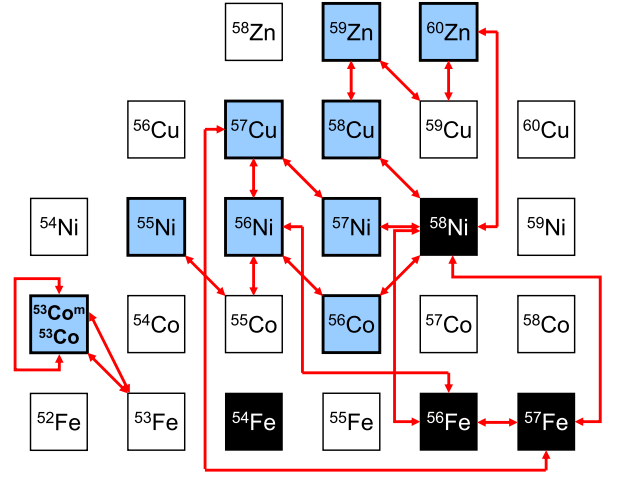 ⁵⁸Zn ⁵⁹Zn ⁶⁰Zn
⁵⁶Cu ⁵⁷Cu ⁵⁸Cu ⁵⁹Cu ⁶⁰Cu
⁵⁴Ni ⁵⁵Ni ⁵⁶Ni ⁵⁷Ni ⁵⁸Ni ⁵⁹Ni
⁵³Coᵐ
⁵³Co ⁵⁴Co ⁵⁵Co ⁵⁶Co ⁵⁷Co ⁵⁸Co
⁵²Fe ⁵³Fe ⁵⁴Fe ⁵⁵Fe ⁵⁶Fe ⁵⁷Fe